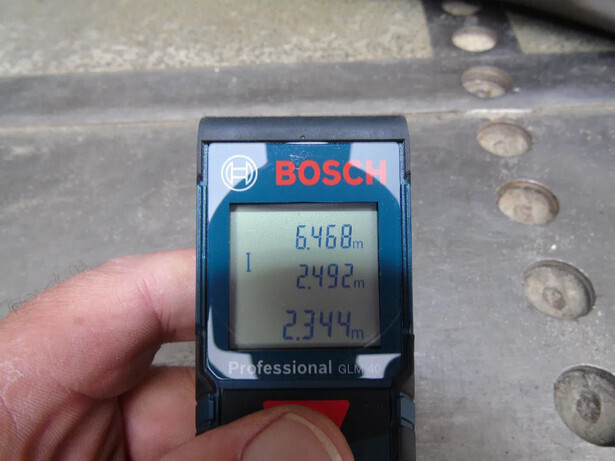 BOSCH
6.468m
I
2.492m
2.344m
Professional GLM 40